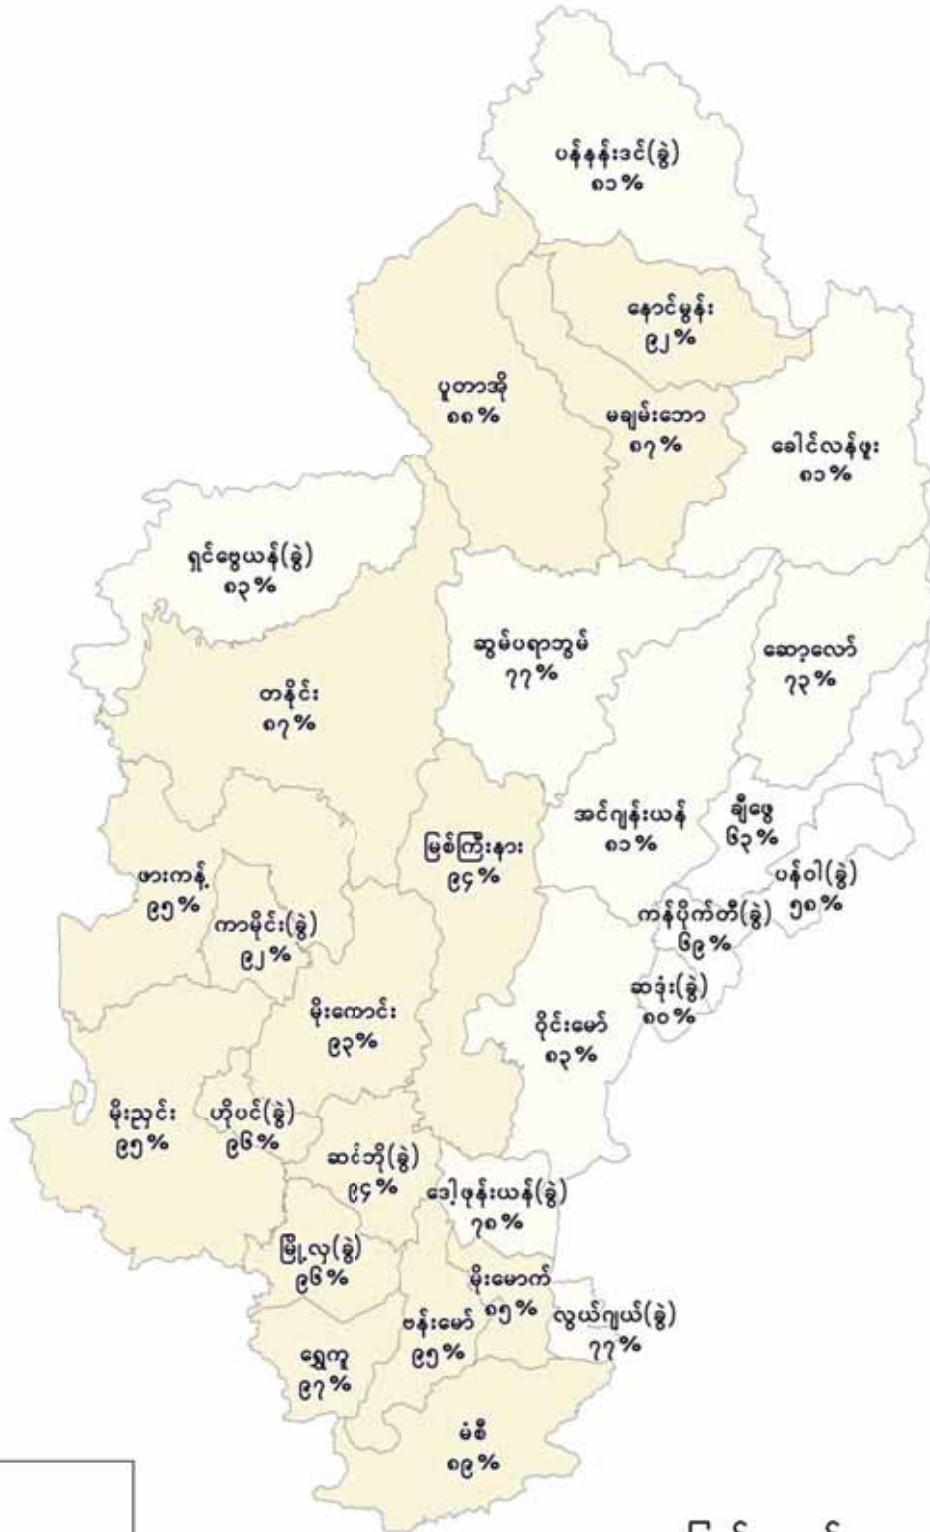 ပန်နန်းဒင်(ခွဲ)
၈၁%
နောင်မွန်း
၉၂%
ပူတာအို
၈၈%
မချမ်းဘော
၈၇%
ခေါင်လန်ဖူး
၈၁%
ရှင်ဗွေယန်(ခွဲ)
၈၃%
ဆွမ်ပရာဘွမ်
၇၇%
ဆော့လော်
၇၃%
တနိုင်း
၈၇%
အင်ဂျန်းယန်
၈၁%
ချီဖွေ
၆၃%
မြစ်ကြီးနား
၉၄%
ဖားကန့်
၉၅%
ပန်ဝါ(ခွဲ)
၅၈%
ကာမိုင်း(ခွဲ)
၉၂%
ကန်ပိုက်တီ(ခွဲ)
၆၉%
ဆဒုံး(ခွဲ)
၈၀%
မိုးကောင်း
၉၃%
ဝိုင်းမော်
၈၃%
မိုးညှင်း
၉၅%
ဟိုပင်(ခွဲ)
၉၆%
ဆင်ဘို(ခွဲ)
၉၄%
ဒေါ့ဖုန်းယန်(ခွဲ)
၇၈%
မြို့လှ(ခွဲ)
၉၆%
မိုးမောက်
၈၅%
လွယ်ဂျယ်(ခွဲ)
၇၇%
ဗန်းမော်
၉၅%
ရွှေကူ
၉၇%
မံစီ
၈၉%